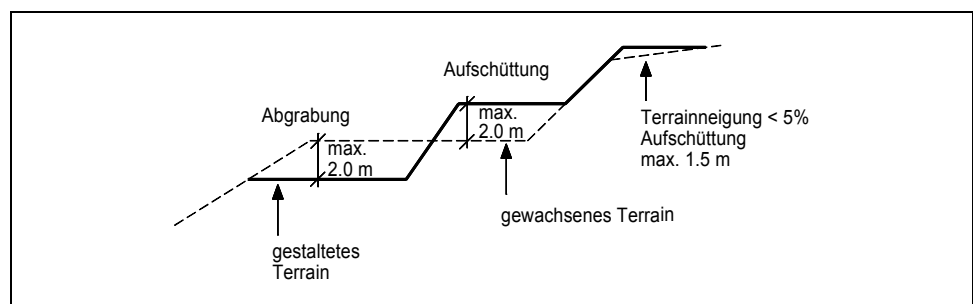 Aufschüttung
Abgrabung
max.
2.0 m
max.
2.0 m
Terrainneigung < 5%
Aufschüttung
max. 1.5 m
gewachsenes Terrain
gestaltetes
Terrain